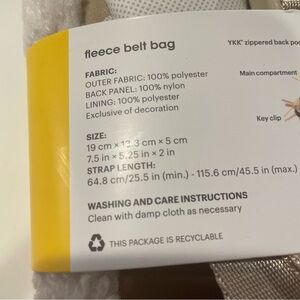 fleece belt bag
FABRIC:
OUTER FABRIC: 100% polyester
BACK PANEL: 100% nylon
LINING: 100% polyester
Exclusive of decoration
SIZE:
19 cm × 13.3 cm × 5 cm
7.5 in × 5.25 in × 2 in
STRAP LENGTH:
64.8 cm/25.5 in (min.) - 115.6 cm/45.5 in (max.)
WASHING AND CARE INSTRUCTIONS
Clean with damp cloth as necessary
THIS PACKAGE IS RECYCLABLE
YKK® zippered back
Main compartment
Key clip